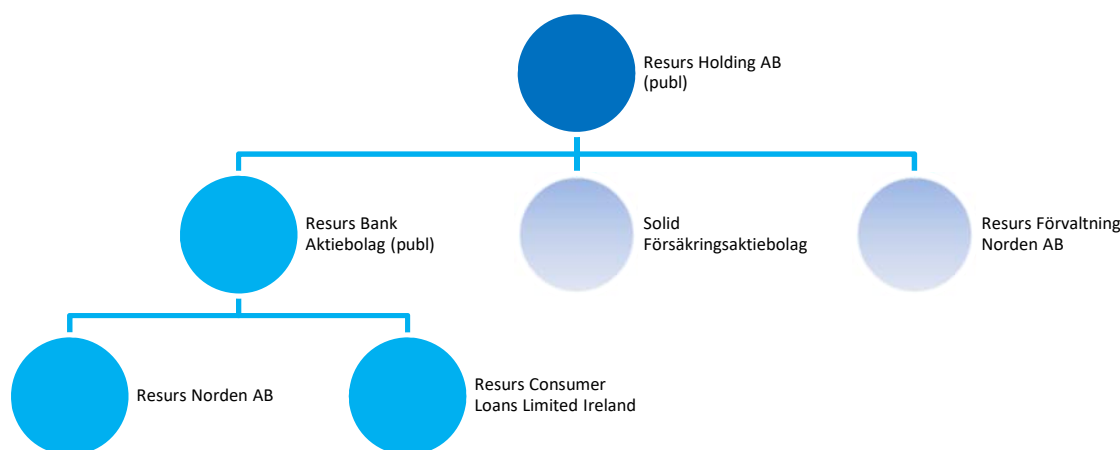 Resurs Holding AB
(publ)
Resurs Bank
Aktiebolag (publ)
Solid
Försäkringsaktiebolag
Resurs Förvaltning
Norden AB
Resurs Norden AB
Resurs Consumer
Loans Limited Ireland